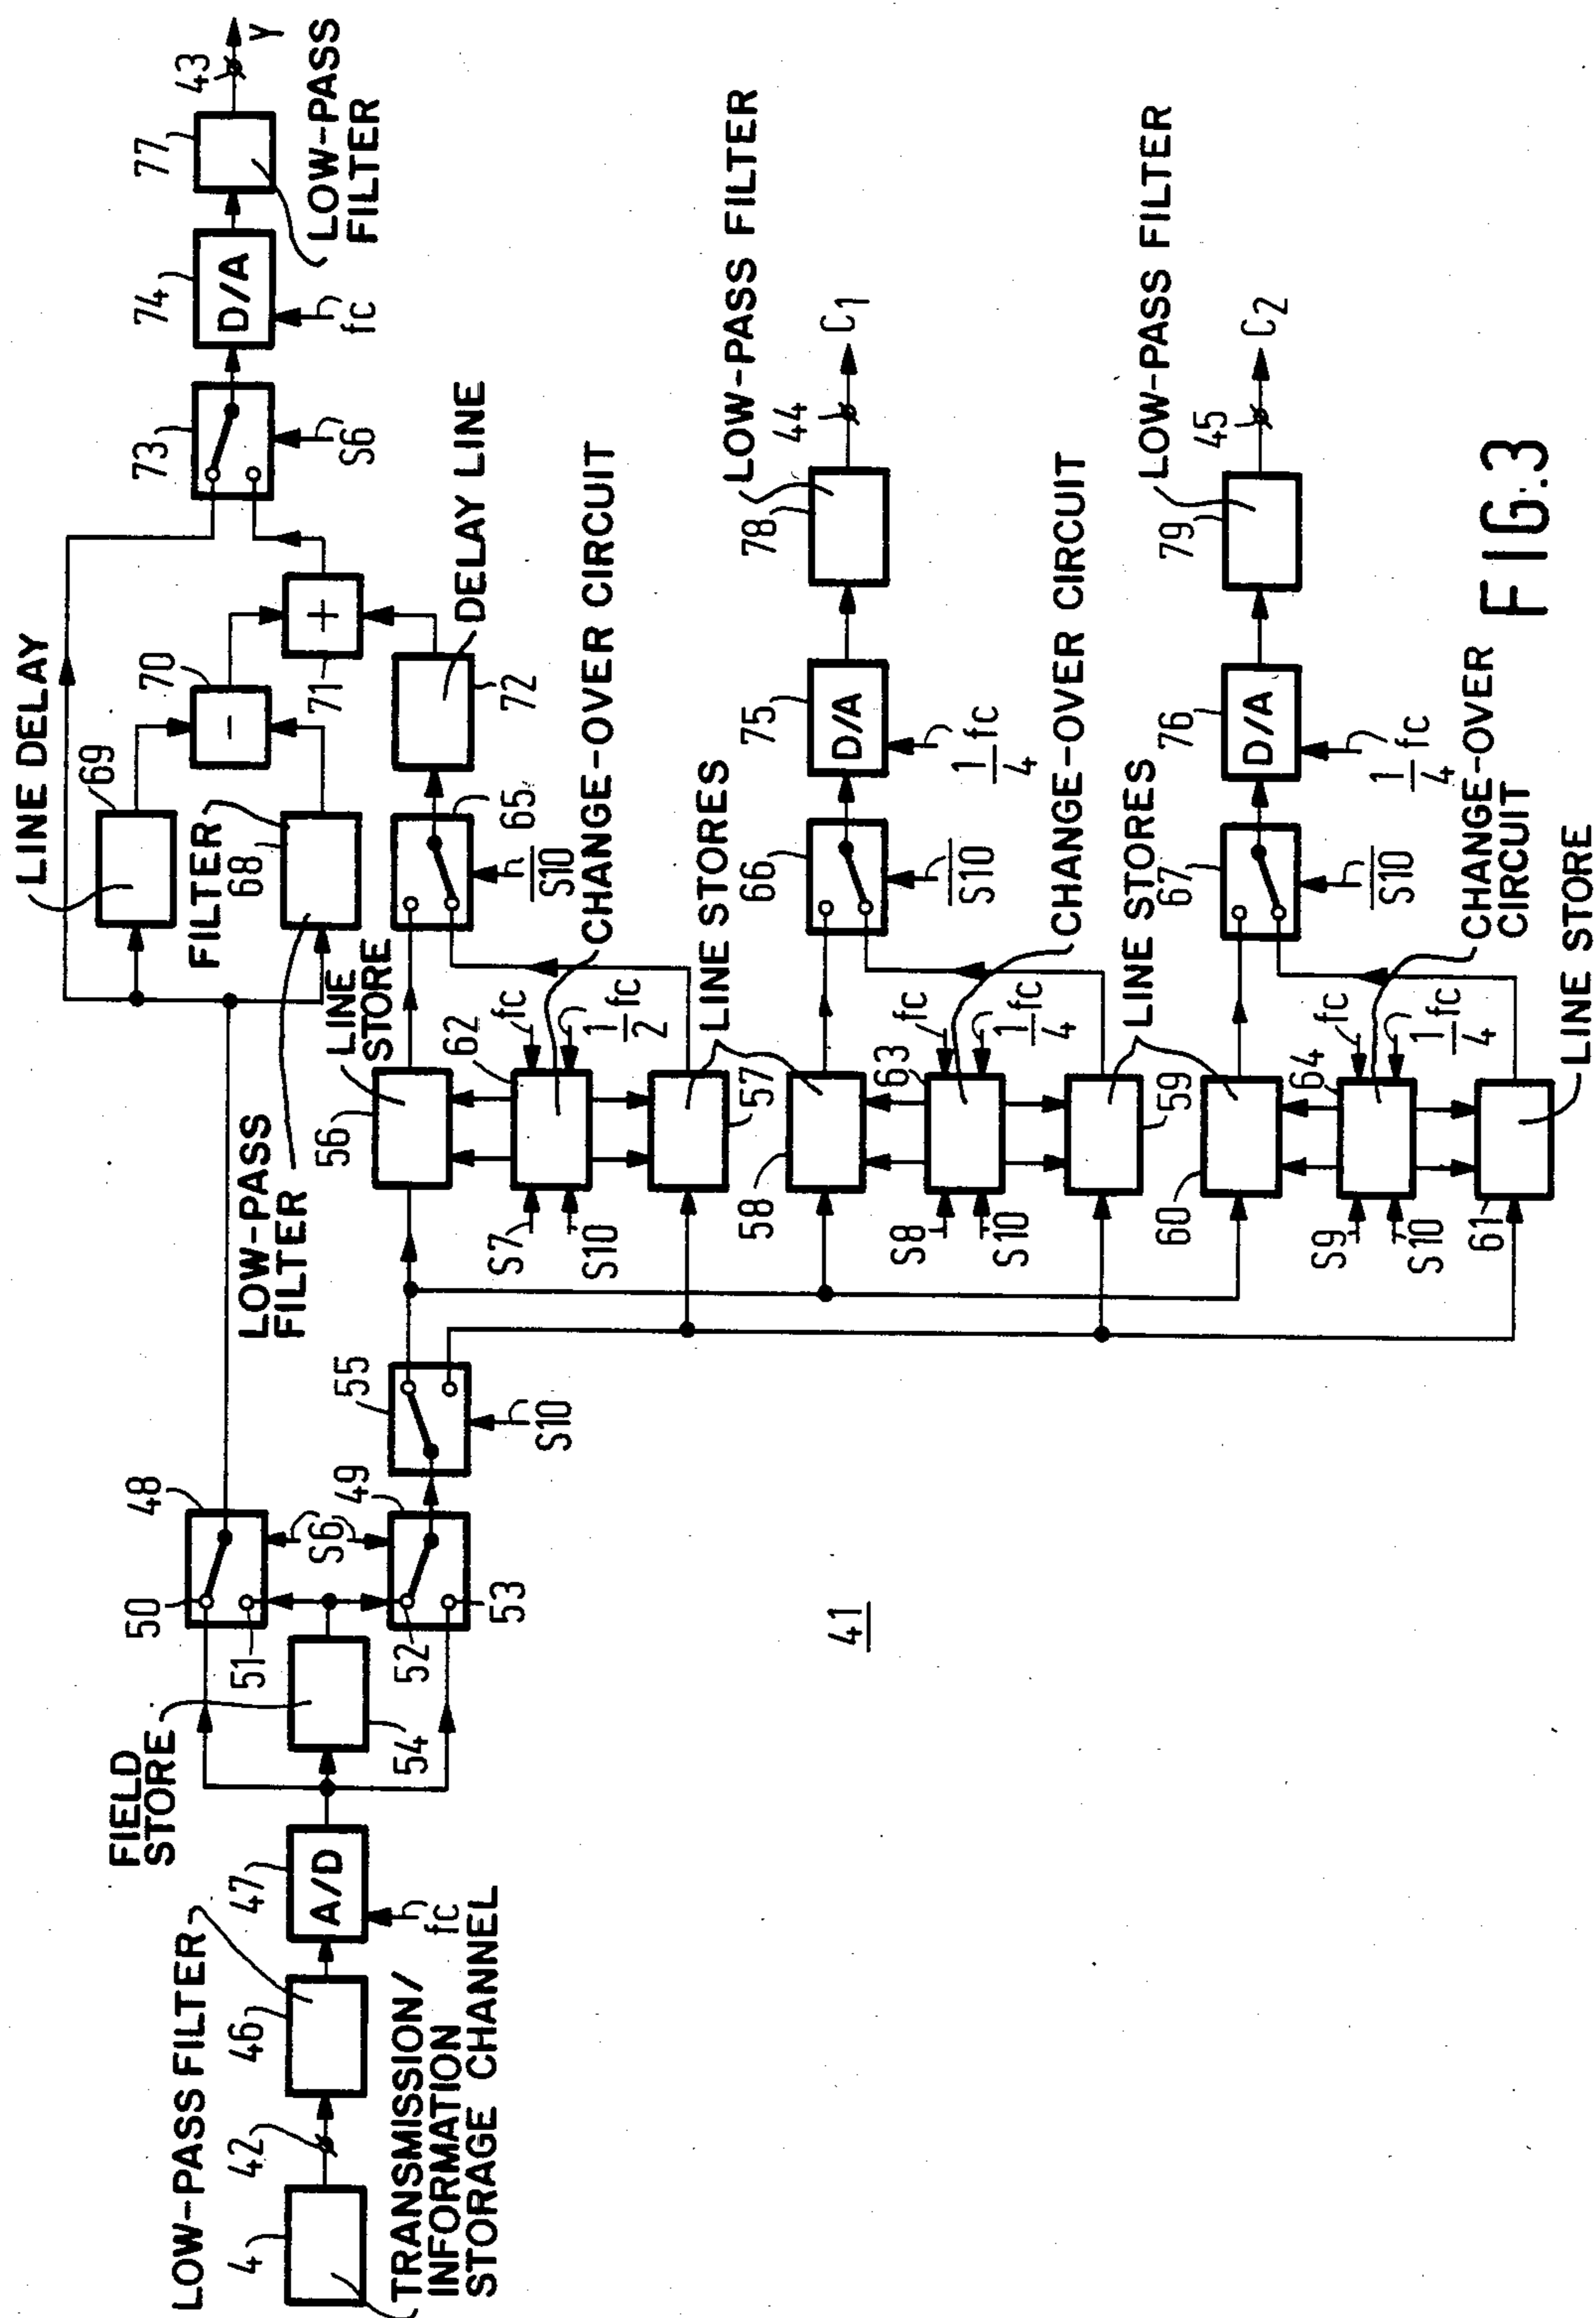 LOW-PASS FILTER
4
42
46
TRANSMISSION/
INFORMATION
STORAGE CHANNEL
47
A/D
fc
FIELD
STORE
54
50
51
48
S6
49
52
53
55
S10
LOW-PASS
FILTER
LINE DELAY
69
FILTER
68
70
-
71
+
73
S6
74
D/A
fc
77
LOW-PASS
FILTER
43
Y
LINE
STORE
56
62
S7
S10
fc
1/2 fc
57
65
S10
72
DELAY LINE
CHANGE-OVER CIRCUIT
LINE STORES
58
63
S8
S10
fc
1/4 fc
59
66
S10
75
D/A
1/4 fc
78
LOW-PASS FILTER
44
C1
CHANGE-OVER CIRCUIT
LINE STORES
60
64
S9
S10
fc
1/4 fc
61
67
S10
76
D/A
1/4 fc
79
LOW-PASS FILTER
45
C2
CHANGE-OVER
CIRCUIT
LINE STORE
41
FIG.3